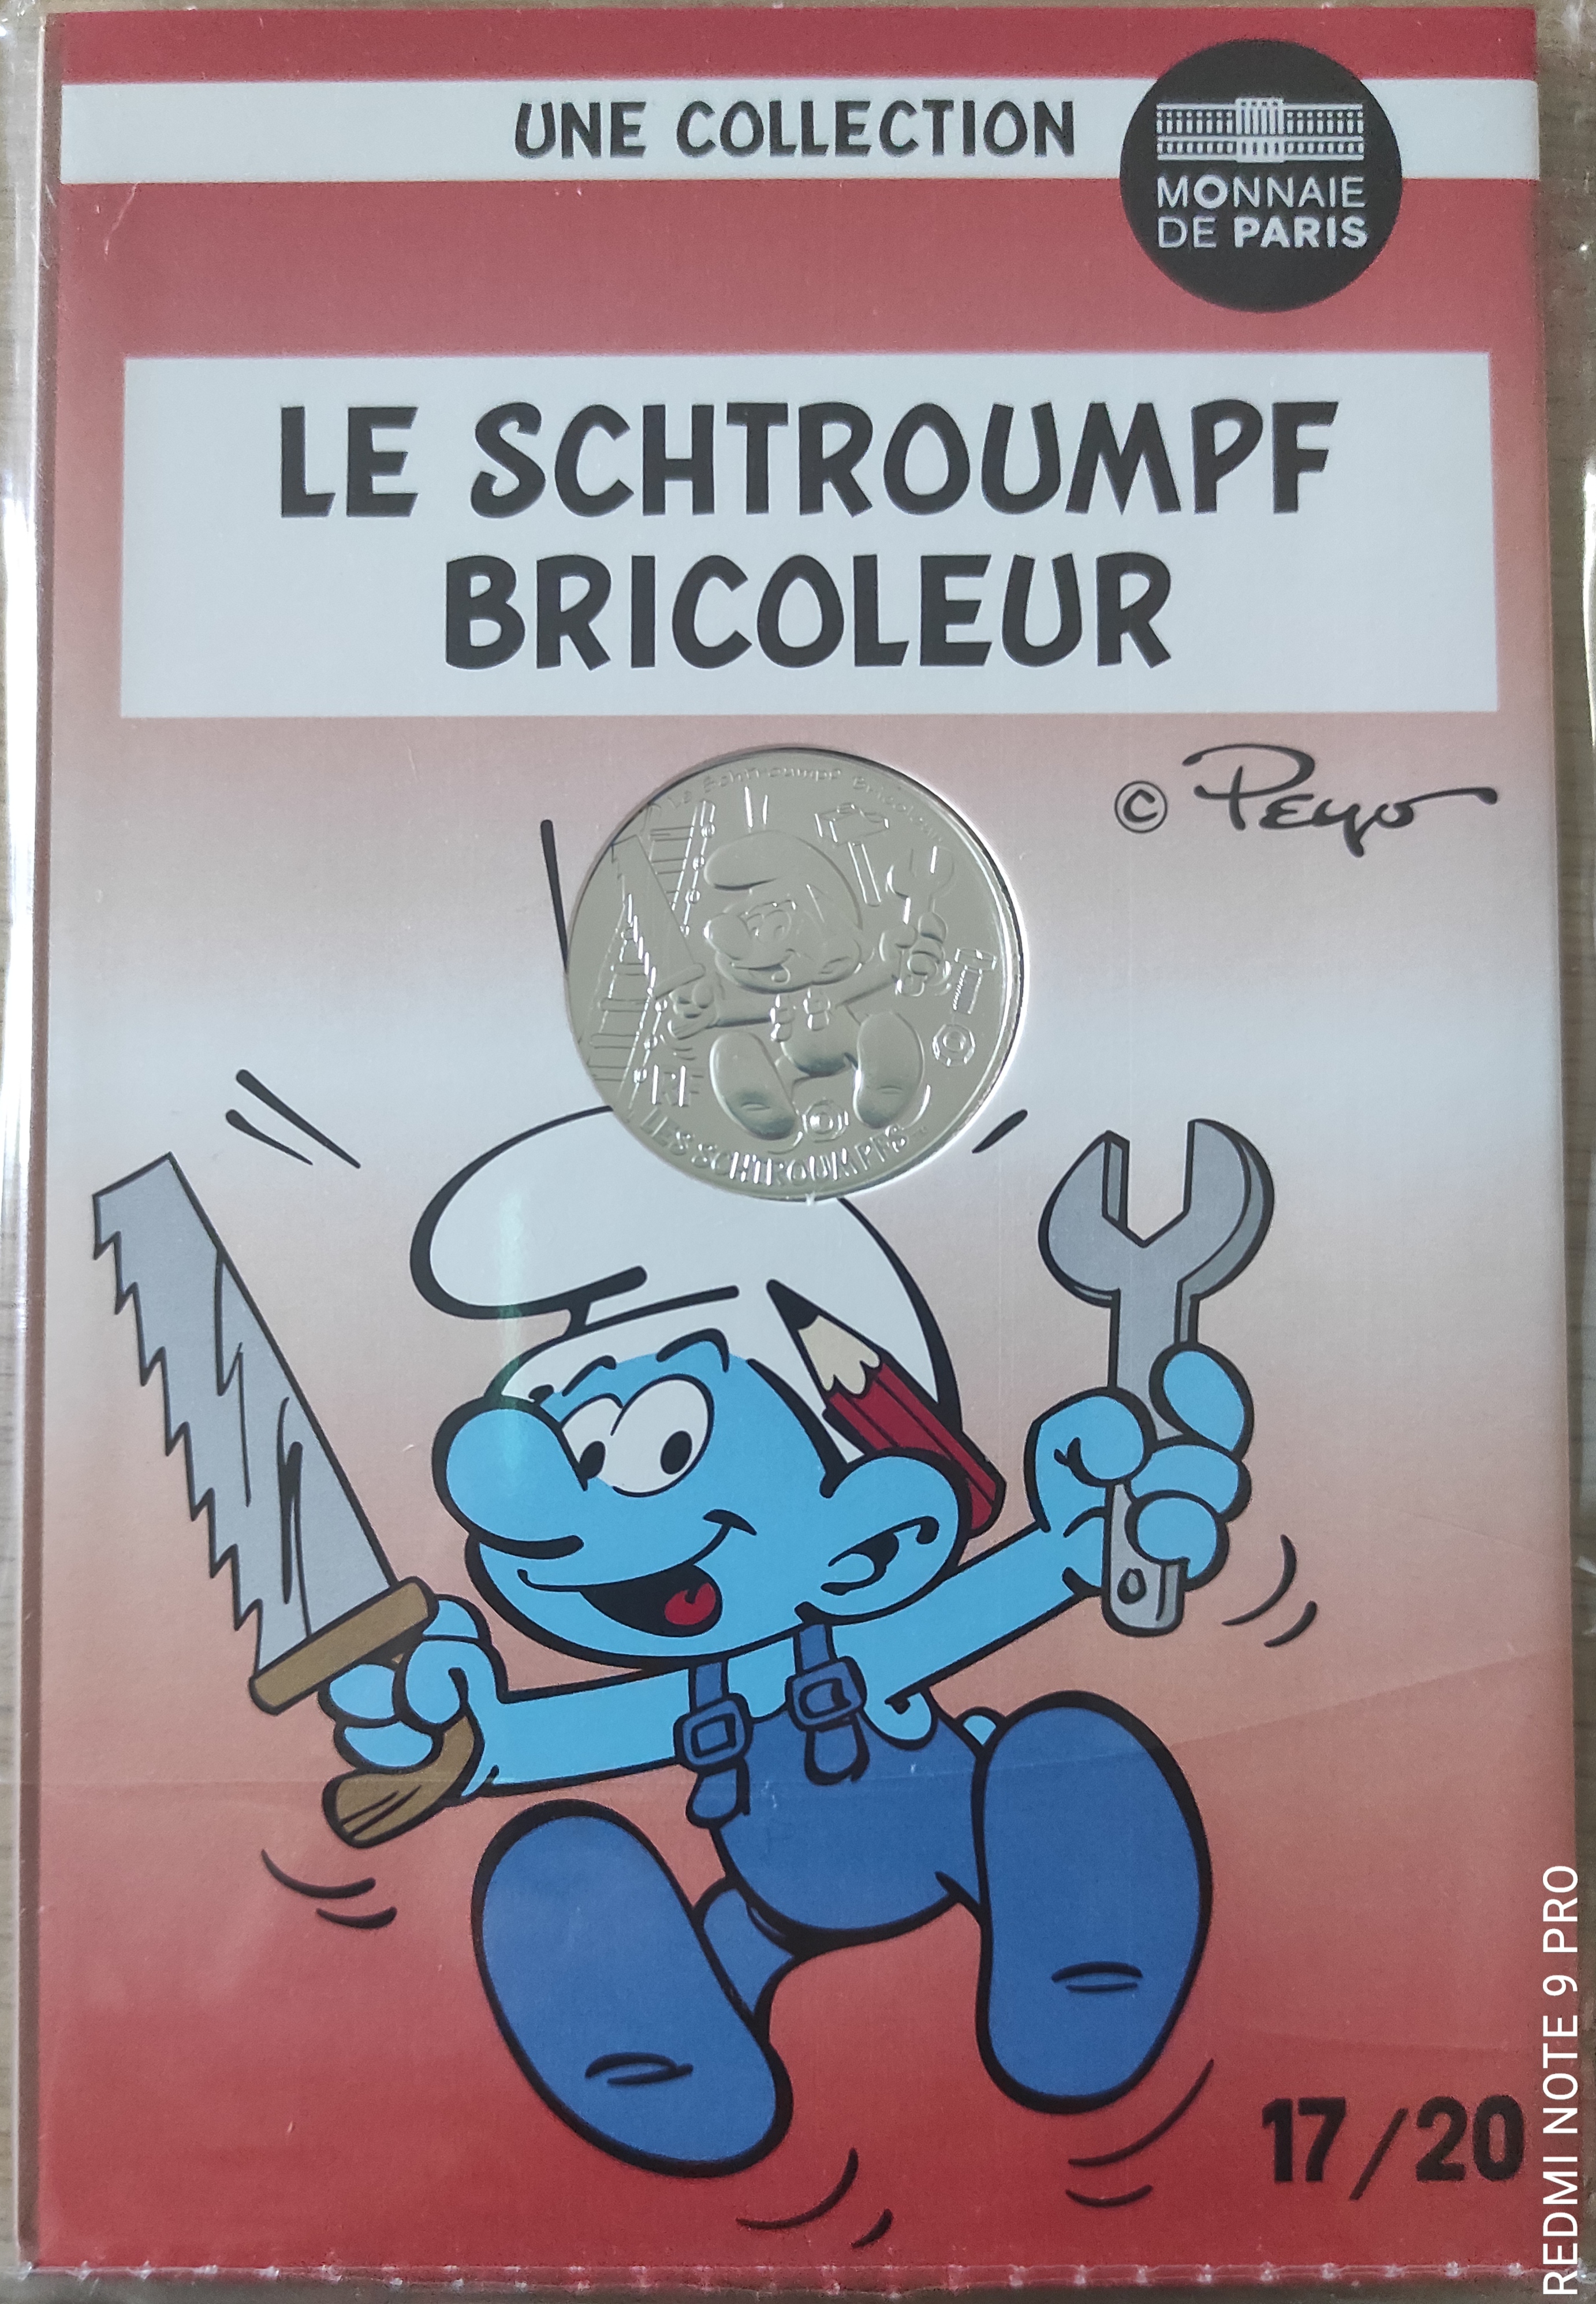 UNE COLLECTION
MONNAIE
DE PARIS
LE SCHTROUMPF
BRICOLEUR
© Peyo
Le Schtroumpf Bricoleur
RF
LES SCHTROUMPFS
17/20
REDMI NOTE 9 PRO